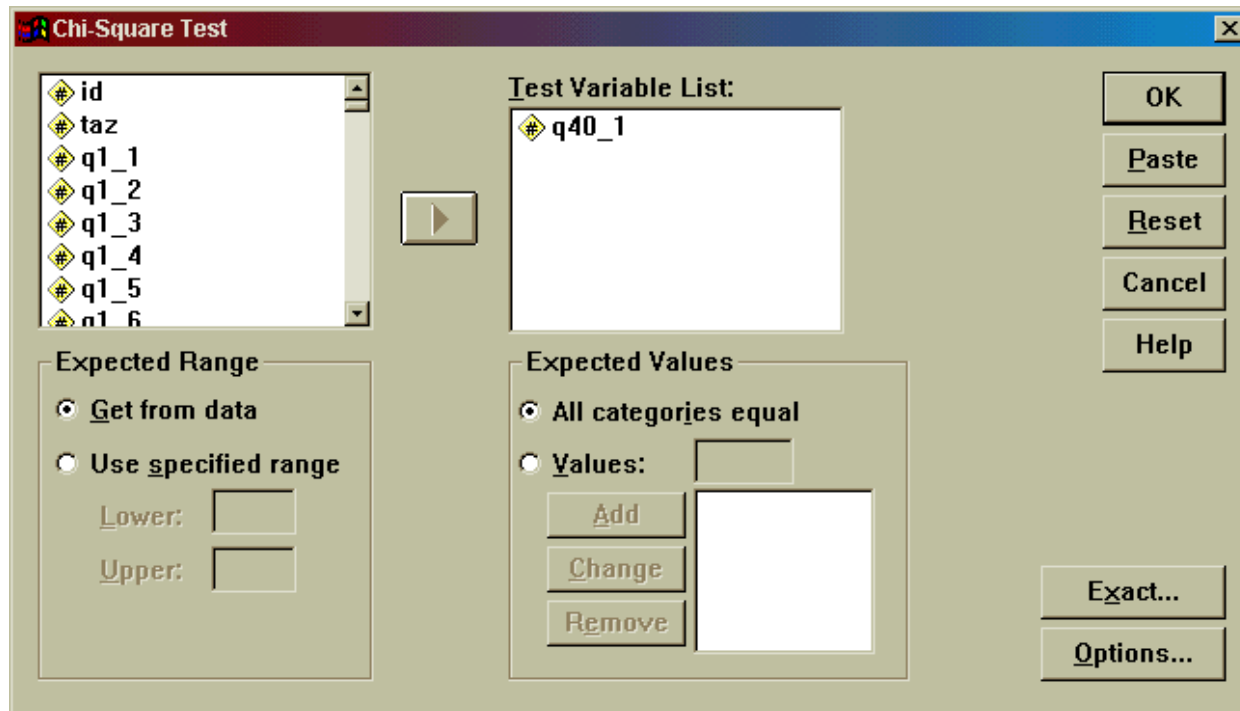 Chi-Square Test
id
taz
q1_1
q1_2
q1_3
q1_4
q1_5
q1_6
Test Variable List:
q40_1
OK
Paste
Reset
Cancel
Help
Expected Range
Get from data
Use specified range
Lower:
Upper:
Expected Values
All categories equal
Values:
Add
Change
Remove
Exact...
Options...